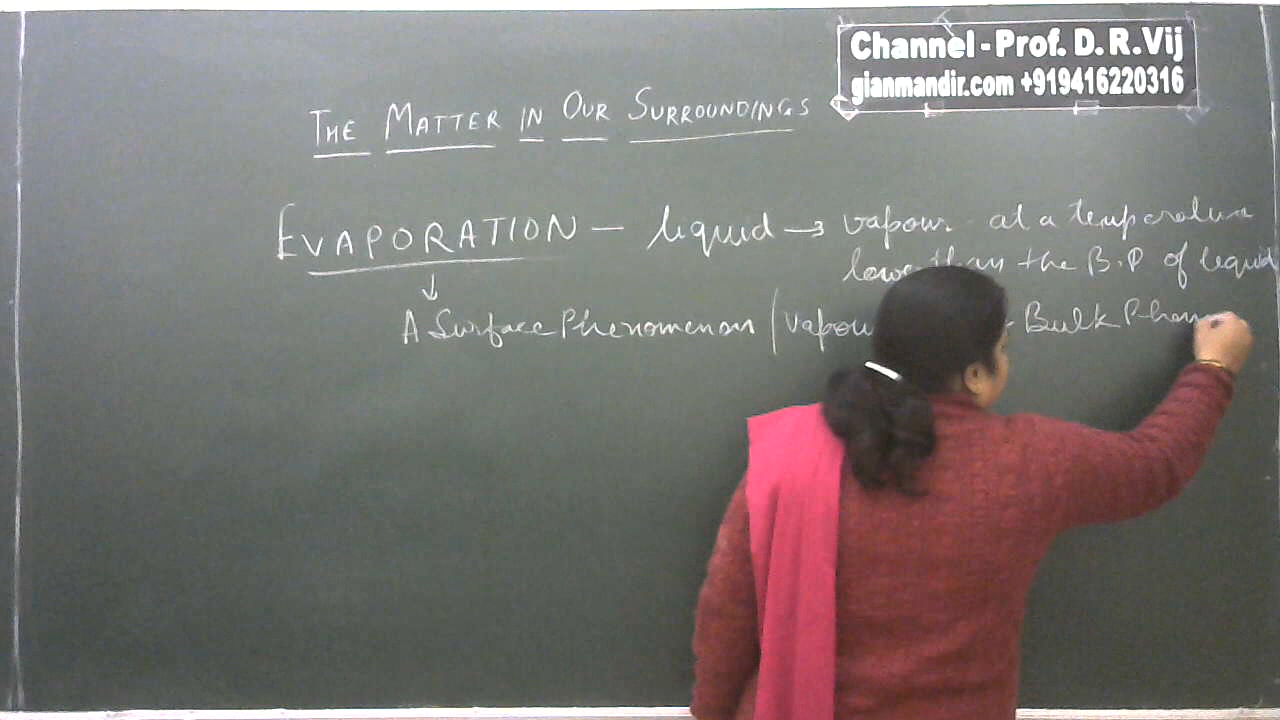 Channel - Prof. D. R. Vij
gianmandir.com +919416220316
THE MATTER IN OUR SURROUNDINGS
EVAPORATION — liquid → vapour at a temperature
lower than the B.P of liquid
↓
A Surface Phenomenon (Vapou - Bulk Phen